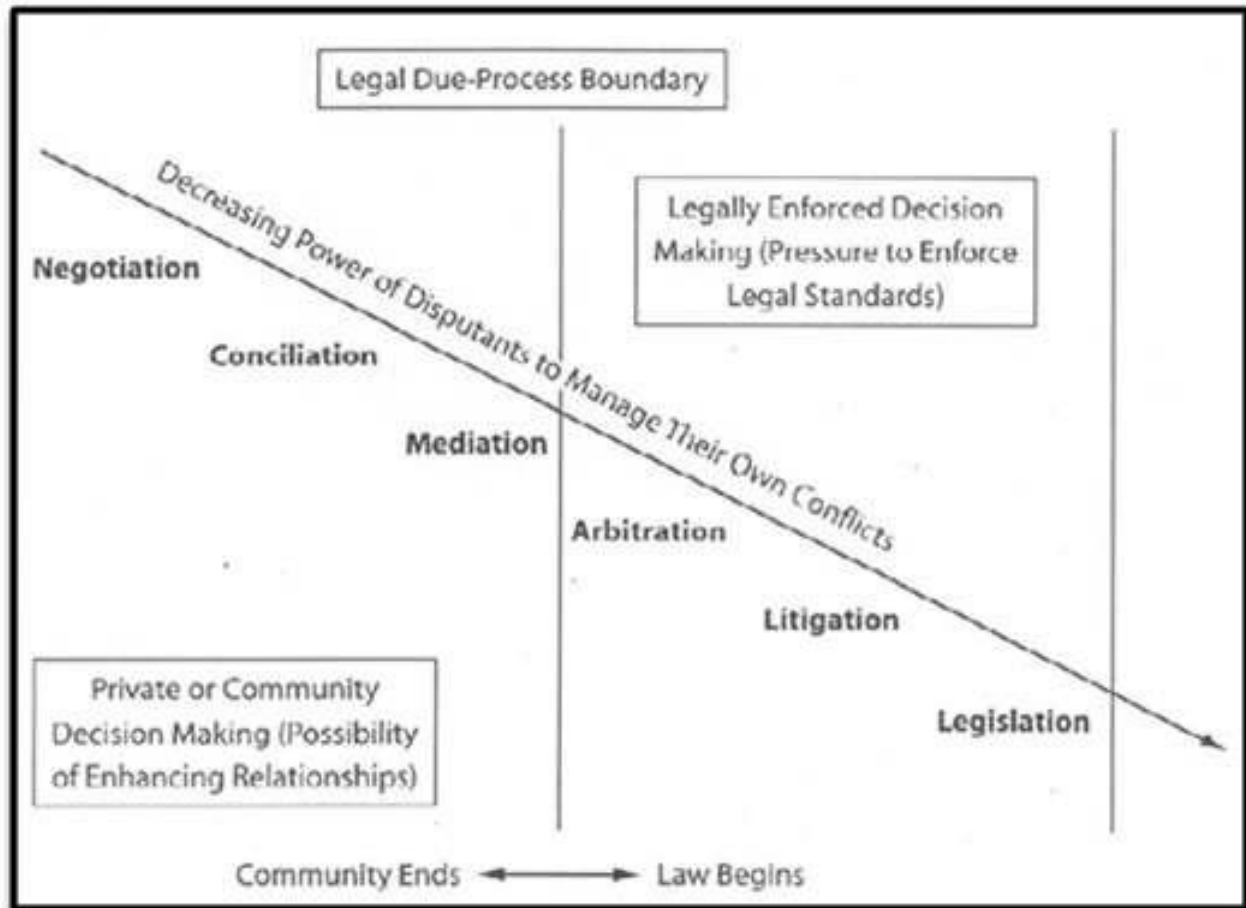 Legal Due-Process Boundary
Decreasing Power of Disputants to Manage Their Own Conflicts
Legally Enforced Decision
Making (Pressure to Enforce
Legal Standards)
Negotiation
Conciliation
Mediation
Arbitration
Litigation
Legislation
Private or Community
Decision Making (Possibility
of Enhancing Relationships)
Community Ends
Law Begins